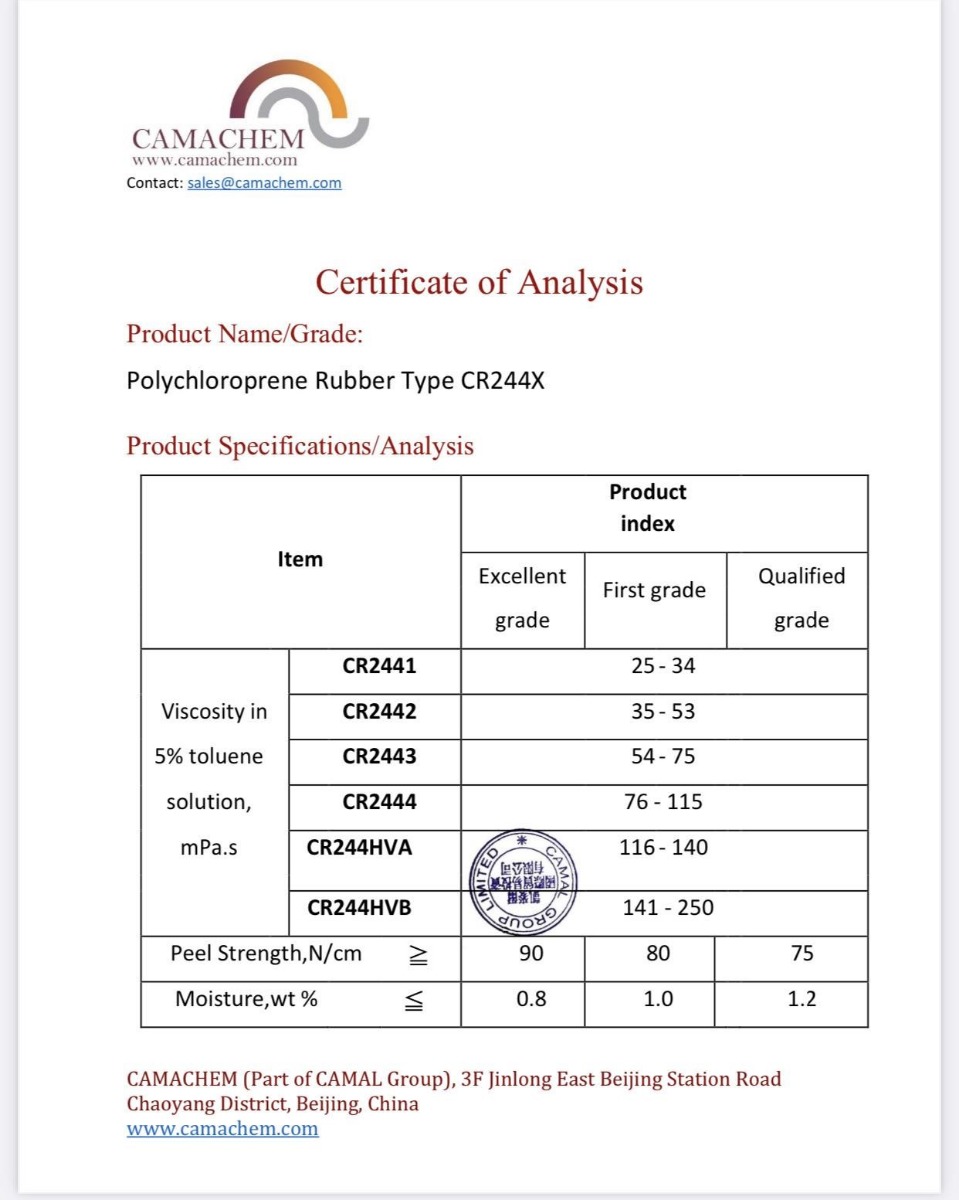 CAMACHEM
www.camachem.com
Contact: sales@camachem.com
Certificate of Analysis
Product Name/Grade:
Polychloroprene Rubber Type CR244X
Product Specifications/Analysis
Item
Product
index
Excellent
grade
First grade
Qualified
grade
Viscosity in
5% toluene
solution,
mPa.s
CR2441 25 - 34
CR2442 35 - 53
CR2443 54 - 75
CR2444 76 - 115
CR244HVA 116 - 140
CR244HVB 141 - 250
CAMAL GROUP LIMITED
有限公司
Peel Strength,N/cm ≧ 90 80 75
Moisture,wt % ≦ 0.8 1.0 1.2
CAMACHEM (Part of CAMAL Group), 3F Jinlong East Beijing Station Road
Chaoyang District, Beijing, China
www.camachem.com